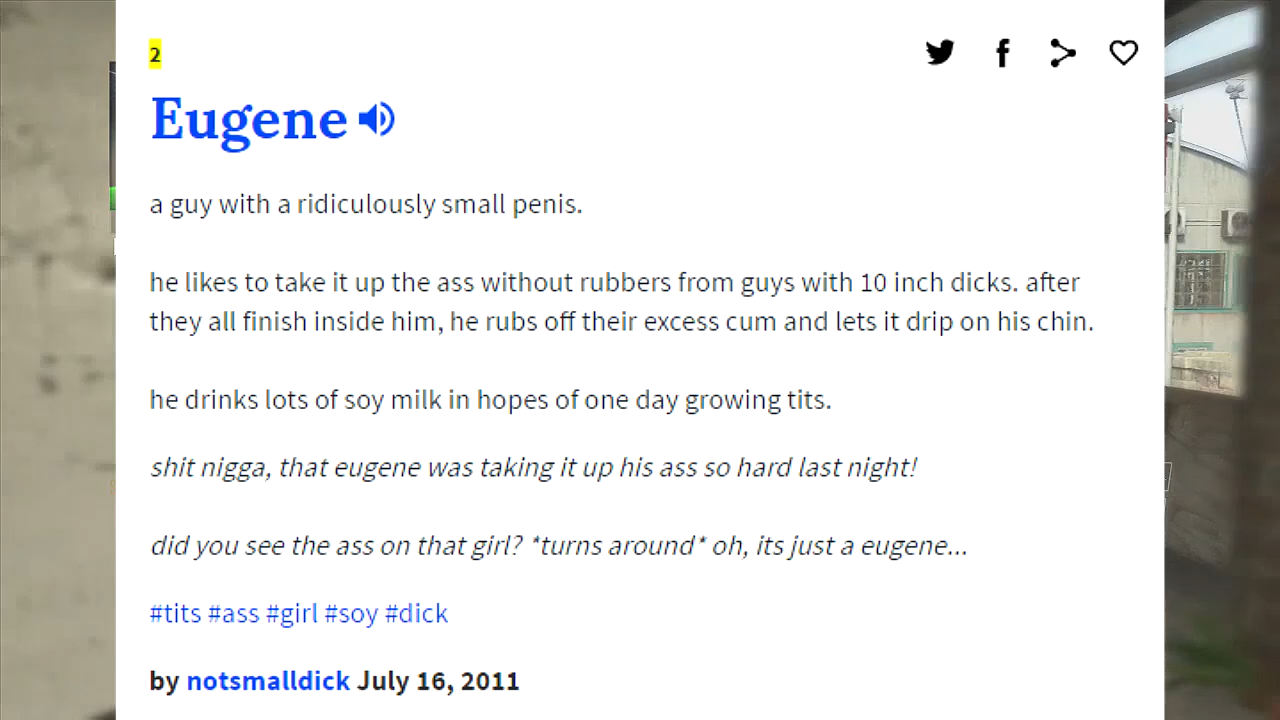 2
Eugene
a guy with a ridiculously small penis.
he likes to take it up the ass without rubbers from guys with 10 inch dicks. after
they all finish inside him, he rubs off their excess cum and lets it drip on his chin.
he drinks lots of soy milk in hopes of one day growing tits.
shit nigga, that eugene was taking it up his ass so hard last night!
did you see the ass on that girl? *turns around* oh, its just a eugene...
#tits #ass #girl #soy #dick
by notsmalldick July 16, 2011